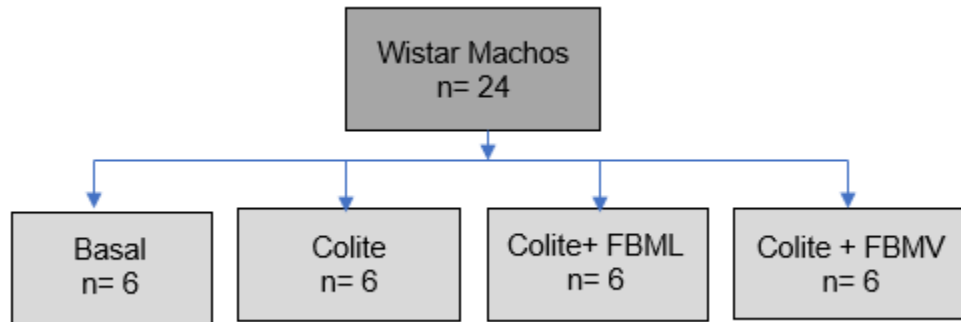 Wistar Machos
n= 24
Basal
n= 6
Colite
n= 6
Colite+ FBML
n= 6
Colite + FBMV
n= 6